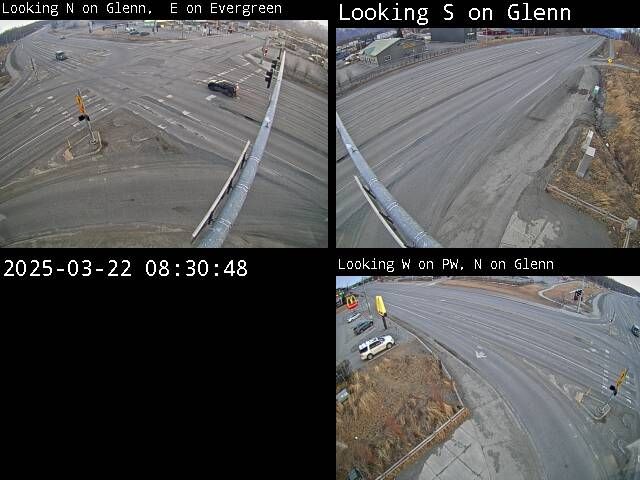 Looking N on Glenn, E on Evergreen
Looking S on Glenn
2025-03-22 08:30:48
Looking W on PW, N on Glenn